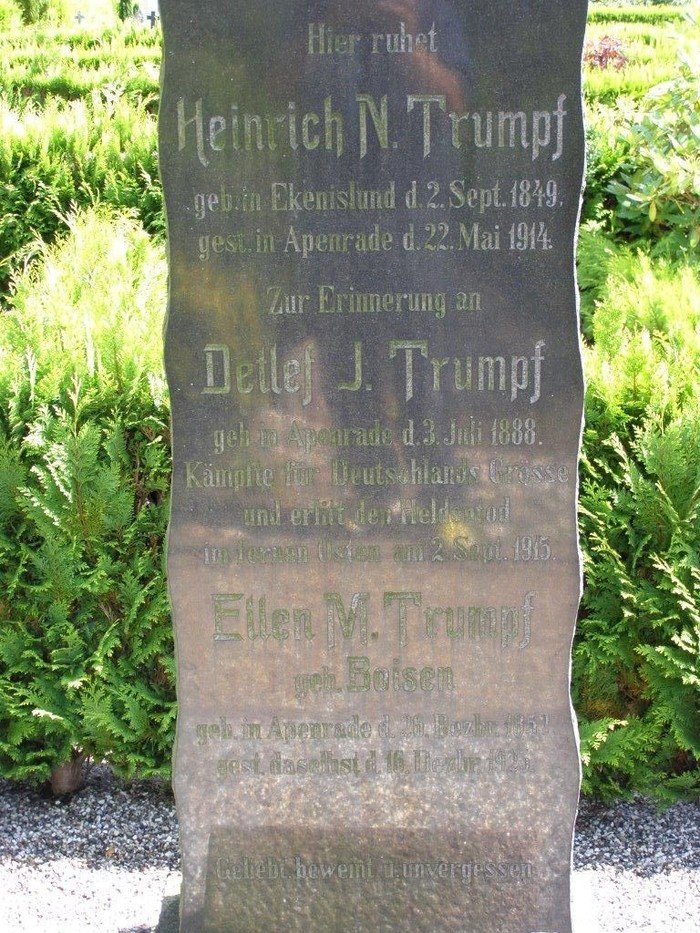 Hier ruhet
Heinrich N. Trumpf
geb. in Ekenislund d. 2. Sept. 1849.
gest. in Apenrade d. 22. Mai 1914.
Zur Erinnerung an
Detlef J. Trumpf
geb. in Apenrade d. 3. Juli 1888.
Kämpfte für Deutschlands Grösse
und erlitt den Heldentod
im fernen Osten am 2. Sept. 1915.
Ellen M. Trumpf
geb. Boisen
geb. in Apenrade d.
gest. daselbst d. 10. Dezbr.
Geliebt, beweint u. unvergessen